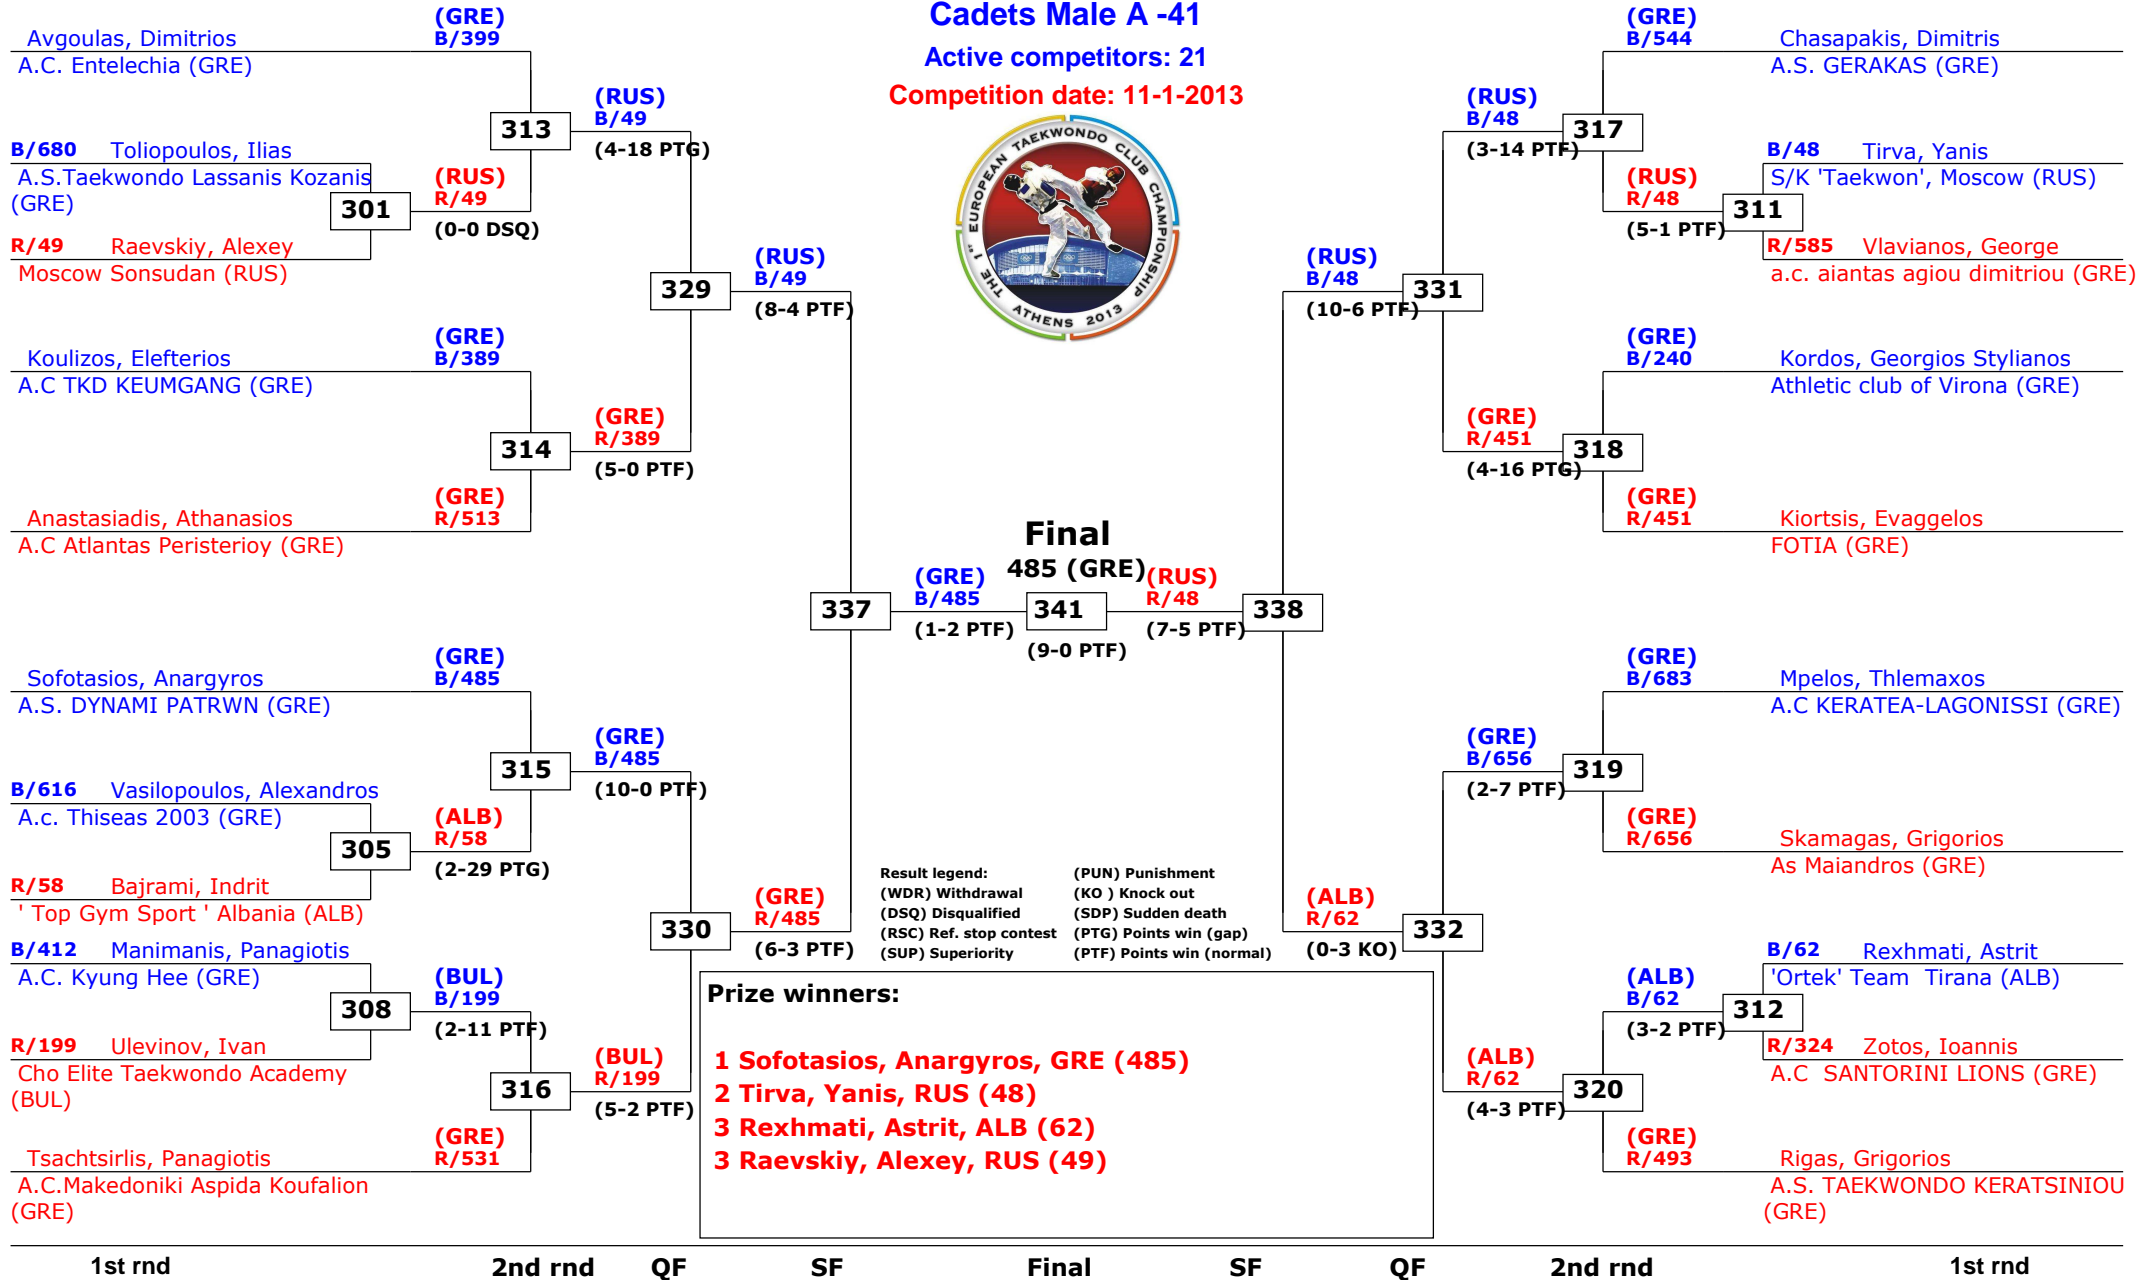 Cadets Male A -41
Active competitors: 21
Competition date: 11-1-2013
THE 1st EUROPEAN TAEKWONDO CLUB CHAMPIONSHIP
ATHENS 2013
(GRE)
B/399
Avgoulas, Dimitrios
A.C. Entelechia (GRE)
313
(RUS)
B/49
(4-18 PTG)
B/680 Toliopoulos, Ilias
A.S.Taekwondo Lassanis Kozanis
(GRE)
301
(RUS)
R/49
(0-0 DSQ)
R/49 Raevskiy, Alexey
Moscow Sonsudan (RUS)
329
(RUS)
B/49
(8-4 PTF)
(GRE)
B/389
Koulizos, Elefterios
A.C TKD KEUMGANG (GRE)
314
(GRE)
R/389
(5-0 PTF)
(GRE)
R/513
Anastasiadis, Athanasios
A.C Atlantas Peristerioy (GRE)
337
(GRE)
B/485
(1-2 PTF)
(GRE)
B/485
Sofotasios, Anargyros
A.S. DYNAMI PATRWN (GRE)
315
(GRE)
B/485
(10-0 PTF)
B/616 Vasilopoulos, Alexandros
A.c. Thiseas 2003 (GRE)
305
(ALB)
R/58
(2-29 PTG)
R/58 Bajrami, Indrit
' Top Gym Sport ' Albania (ALB)
330
(GRE)
R/485
(6-3 PTF)
B/412 Manimanis, Panagiotis
A.C. Kyung Hee (GRE)
308
(BUL)
B/199
(2-11 PTF)
R/199 Ulevinov, Ivan
Cho Elite Taekwondo Academy
(BUL)
316
(BUL)
R/199
(5-2 PTF)
(GRE)
R/531
Tsachtsirlis, Panagiotis
A.C.Makedoniki Aspida Koufalion
(GRE)
Final
485 (GRE)
341
(9-0 PTF)
(RUS)
R/48
(7-5 PTF)
338
(GRE)
B/544
Chasapakis, Dimitris
A.S. GERAKAS (GRE)
(RUS)
B/48
(3-14 PTF)
317
B/48 Tirva, Yanis
S/K 'Taekwon', Moscow (RUS)
(RUS)
R/48
(5-1 PTF)
311
R/585 Vlavianos, George
a.c. aiantas agiou dimitriou (GRE)
(RUS)
B/48
(10-6 PTF)
331
(GRE)
B/240
Kordos, Georgios Stylianos
Athletic club of Virona (GRE)
(GRE)
R/451
(4-16 PTG)
318
(GRE)
R/451
Kiortsis, Evaggelos
FOTIA (GRE)
(GRE)
B/683
Mpelos, Thlemaxos
A.C KERATEA-LAGONISSI (GRE)
(GRE)
B/656
(2-7 PTF)
319
(GRE)
R/656
Skamagas, Grigorios
As Maiandros (GRE)
(ALB)
R/62
(0-3 KO)
332
B/62 Rexhmati, Astrit
'Ortek' Team  Tirana (ALB)
(ALB)
B/62
(3-2 PTF)
312
R/324 Zotos, Ioannis
A.C  SANTORINI LIONS (GRE)
(ALB)
R/62
(4-3 PTF)
320
(GRE)
R/493
Rigas, Grigorios
A.S. TAEKWONDO KERATSINIOU
(GRE)
Result legend: (PUN) Punishment
(WDR) Withdrawal (KO ) Knock out
(DSQ) Disqualified (SDP) Sudden death
(RSC) Ref. stop contest (PTG) Points win (gap)
(SUP) Superiority (PTF) Points win (normal)
Prize winners:
1 Sofotasios, Anargyros, GRE (485)
2 Tirva, Yanis, RUS (48)
3 Rexhmati, Astrit, ALB (62)
3 Raevskiy, Alexey, RUS (49)
1st rnd 2nd rnd QF SF Final SF QF 2nd rnd 1st rnd